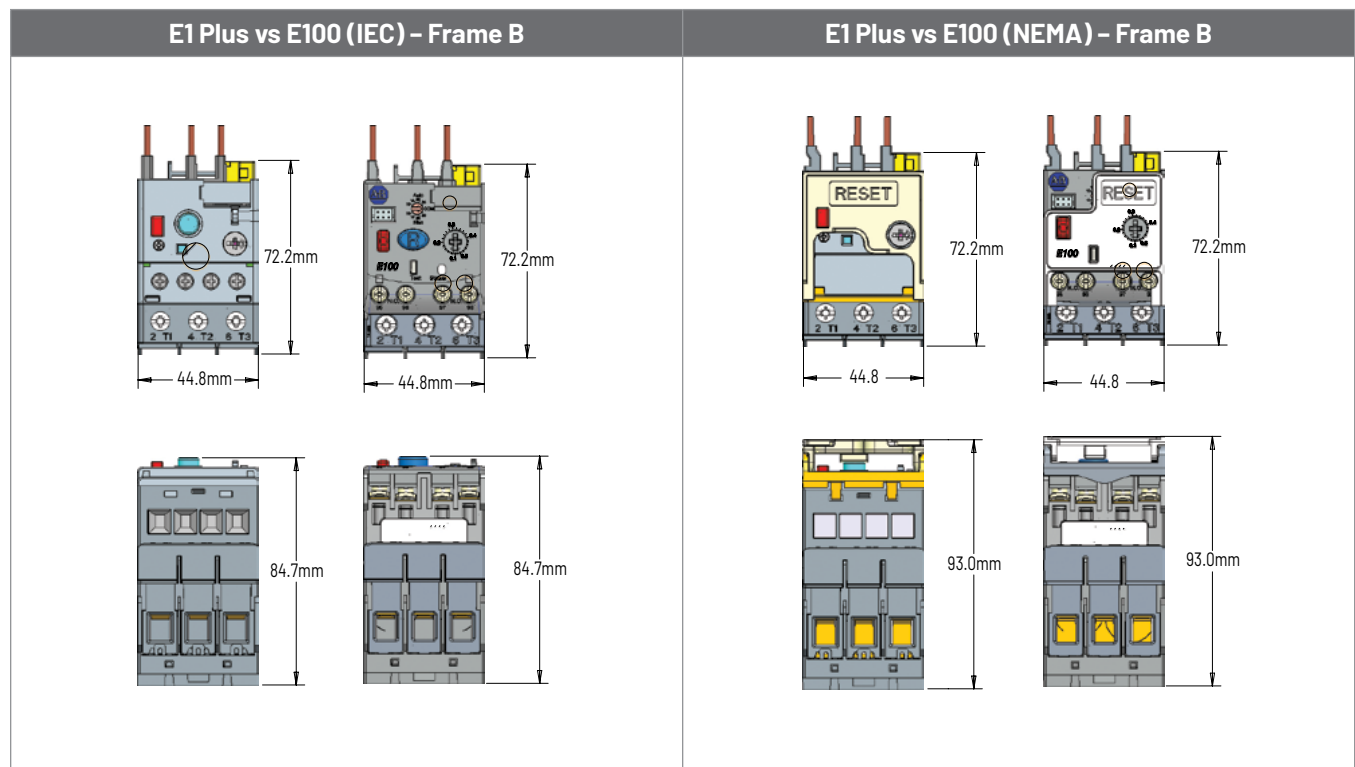 E1 Plus vs E100 (IEC) – Frame B
E1 Plus vs E100 (NEMA) – Frame B
72.2mm
2 T1 4 T2 6 T3
44.8mm
E100
72.2mm
2 T1 4 T2 6 T3
44.8mm
RESET
72.2mm
2 T1 4 T2 6 T3
44.8
RESET
E100
72.2mm
2 T1 4 T2 6 T3
44.8
84.7mm
84.7mm
93.0mm
93.0mm